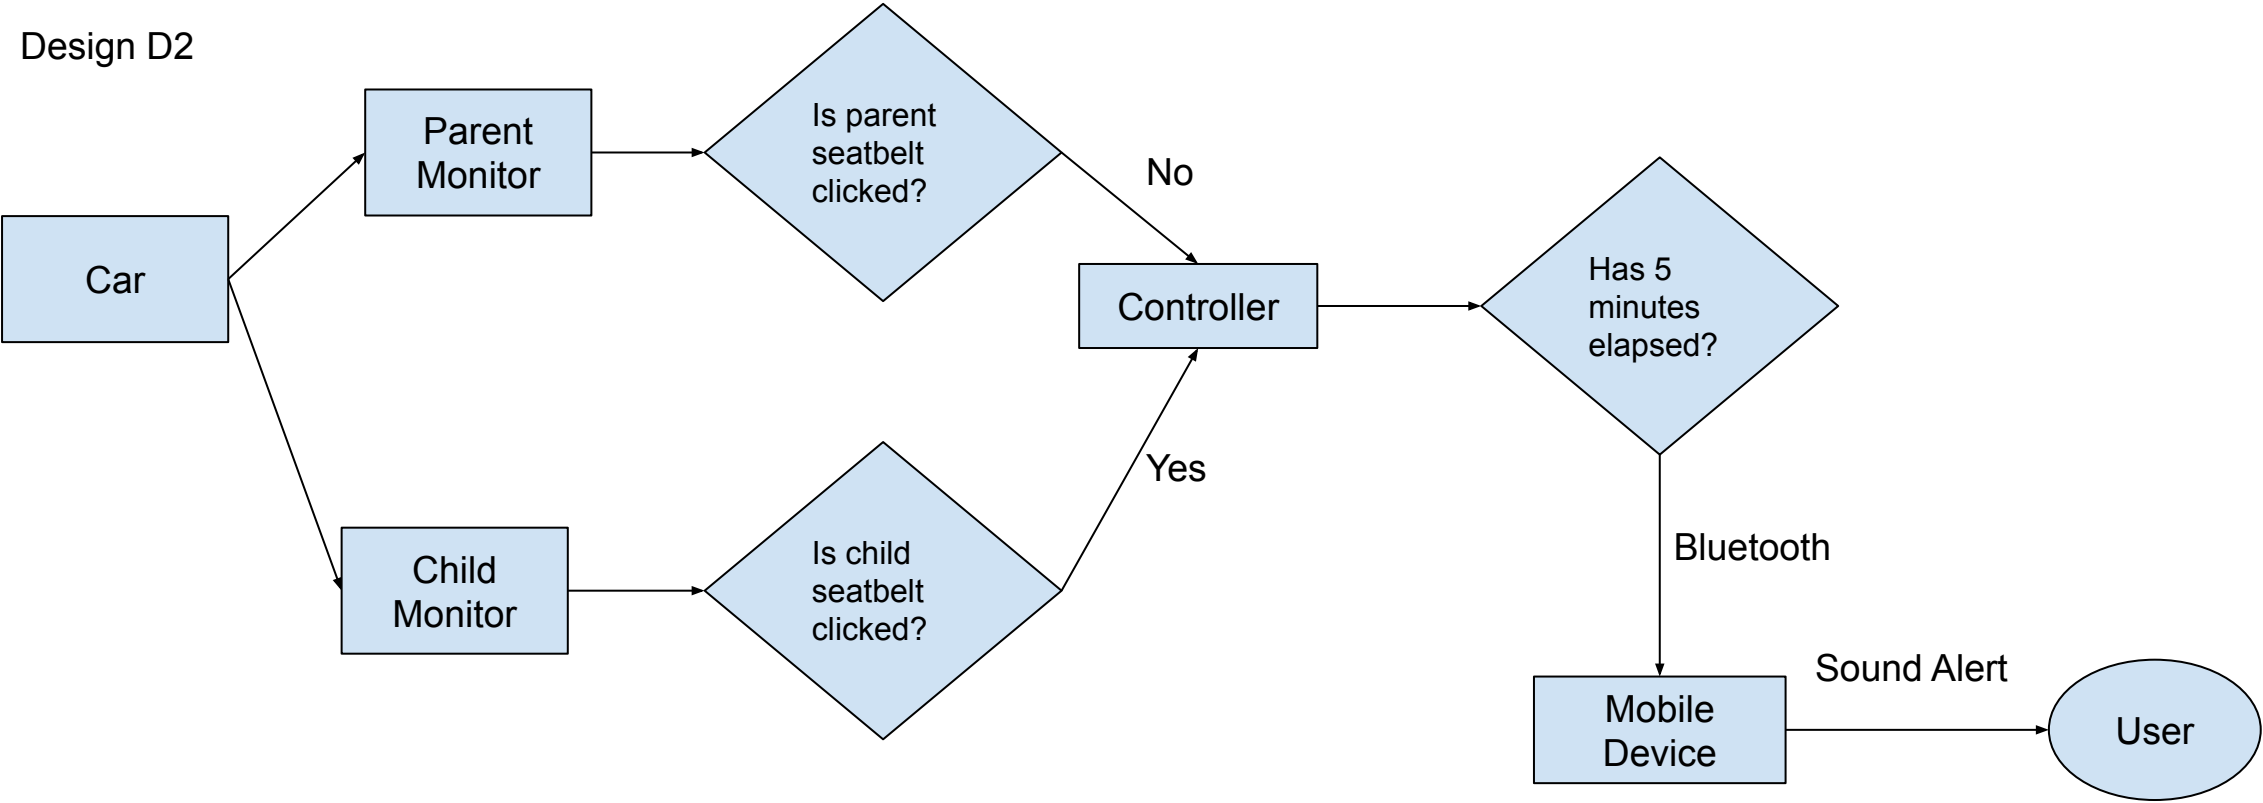 Design D2
Parent
Monitor
Is parent
seatbelt
clicked?
No
Car
Controller
Has 5
minutes
elapsed?
Yes
Child
Monitor
Is child
seatbelt
clicked?
Bluetooth
Sound Alert
Mobile
Device
User